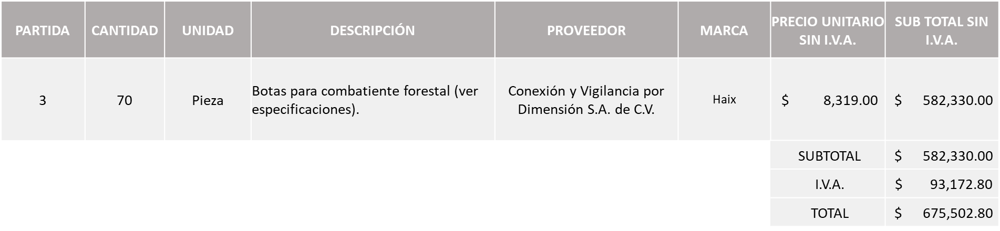 PARTIDA CANTIDAD UNIDAD DESCRIPCIÓN PROVEEDOR MARCA PRECIO UNITARIO SIN I.V.A. SUB TOTAL SIN I.V.A.
3 70 Pieza Botas para combatiente forestal (ver especificaciones). Conexión y Vigilancia por Dimensión S.A. de C.V. Haix $ 8,319.00 $ 582,330.00
SUBTOTAL $ 582,330.00
I.V.A. $ 93,172.80
TOTAL $ 675,502.80